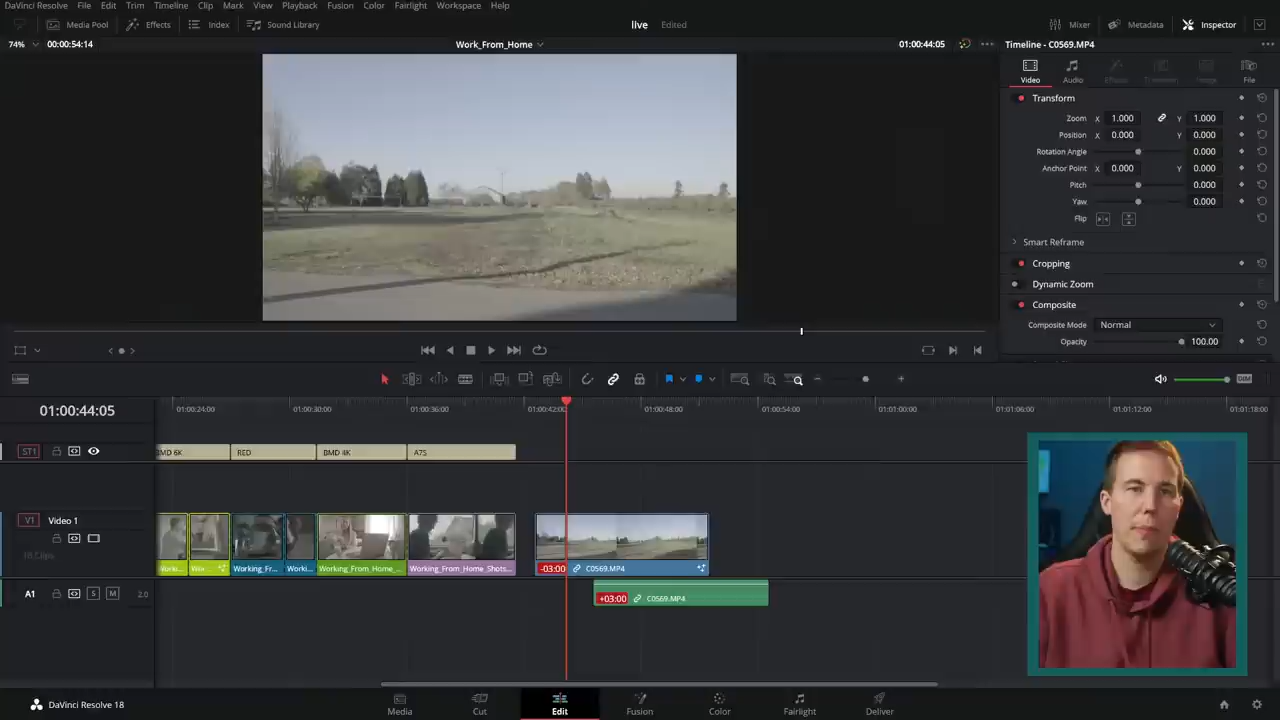 DaVinci Resolve File Edit Trim Timeline Clip Mark View Playback Fusion Color Fairlight Workspace Help
Media Pool Effects Index Sound Library live Edited Mixer Metadata Inspector
74% 00:00:54:14 Work_From_Home 01:00:44:05 Timeline - C0569.MP4
Video Audio Effects Transition Image File
Transform
Zoom X 1.000 Y 1.000
Position X 0.000 Y 0.000
Rotation Angle 0.000
Anchor Point X 0.000 Y 0.000
Pitch 0.000
Yaw 0.000
Flip
Smart Reframe
Cropping
Dynamic Zoom
Composite
Composite Mode Normal
Opacity 100.00
DIM
01:00:44:05 01:00:24:00 01:00:30:00 01:00:36:00 01:00:42:00 01:00:48:00 01:00:54:00 01:01:00:00 01:01:06:00 01:01:12:00 01:01:18:00
ST1 BMD 6K RED BMD 4K A7S
V1 Video 1
Worki... Wor... Working_Fr... Worki... Working_From_Home_... Working_From_Home_Shots... -03:00 C0569.MP4
A1 S M 2.0 +03:00 C0569.MP4
DaVinci Resolve 18 Media Cut Edit Fusion Color Fairlight Deliver